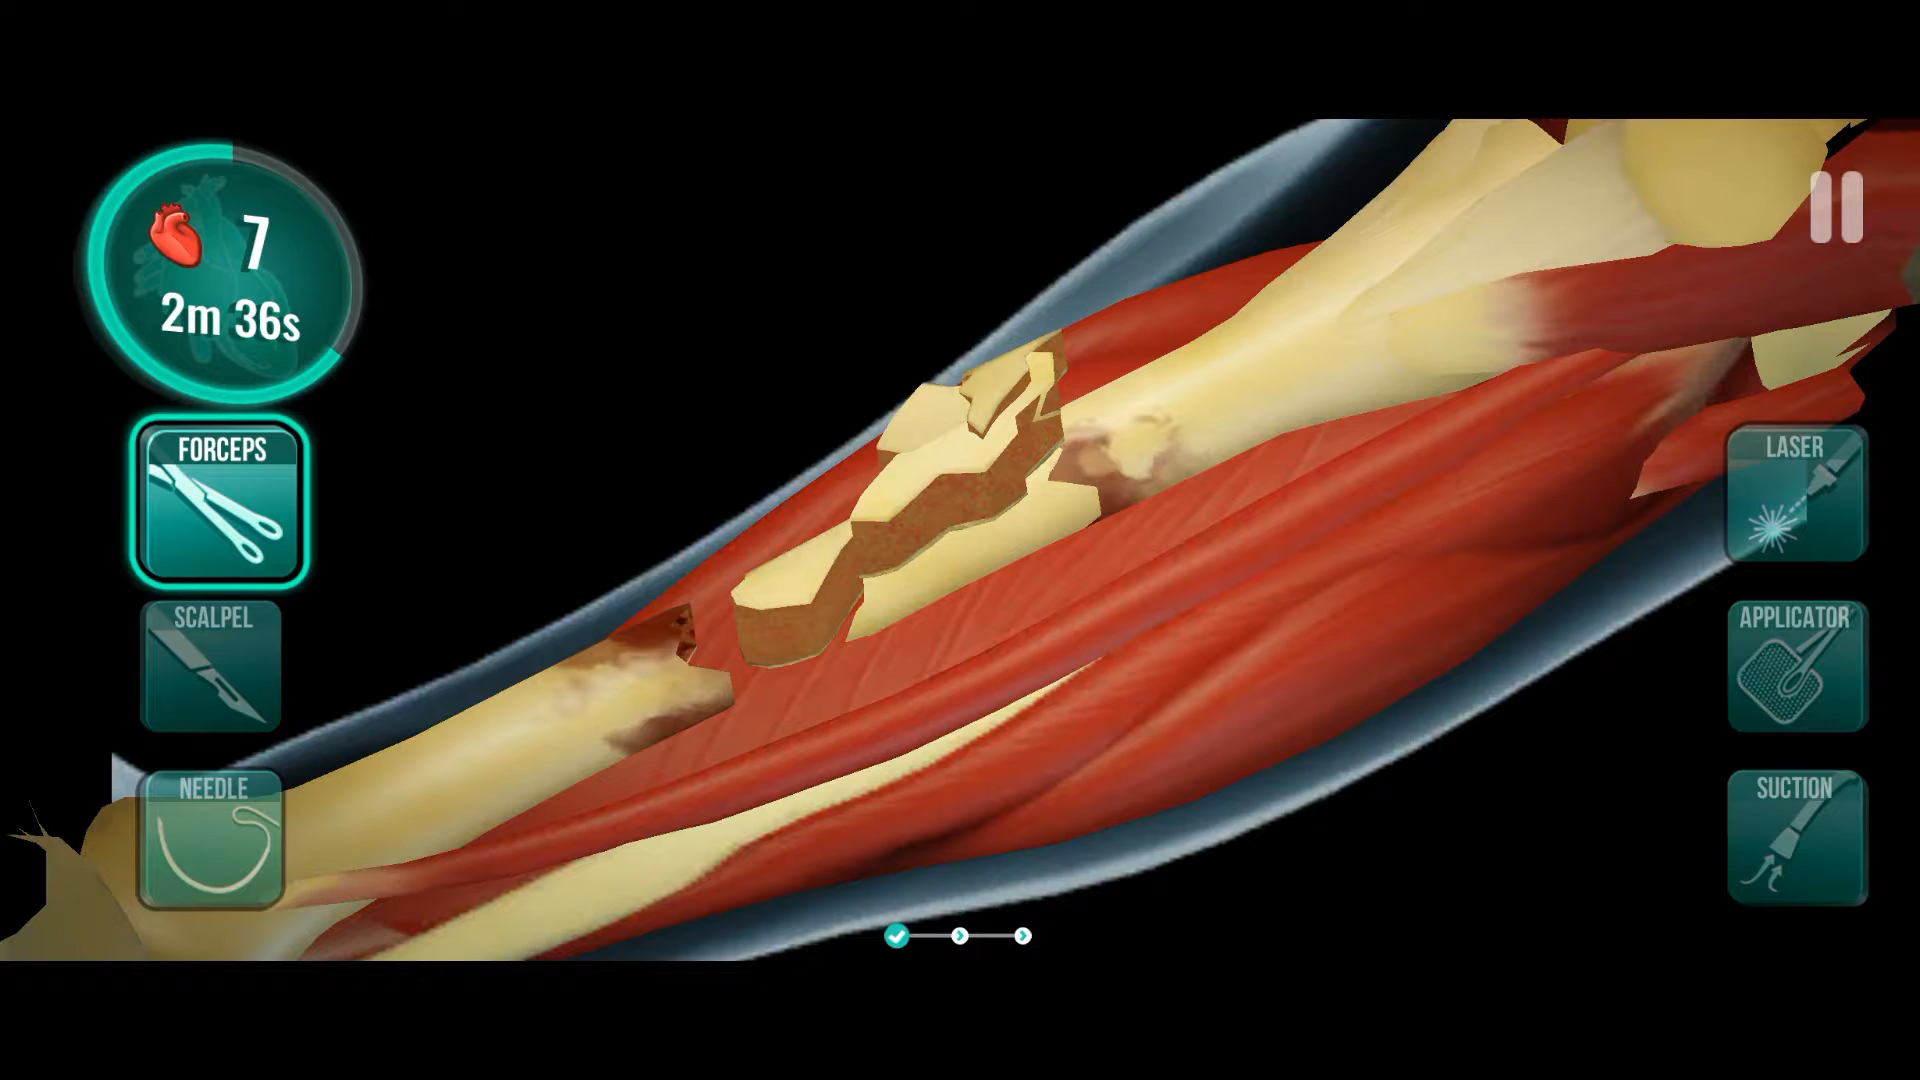 7
2m 36s
FORCEPS
SCALPEL
NEEDLE
LASER
APPLICATOR
SUCTION